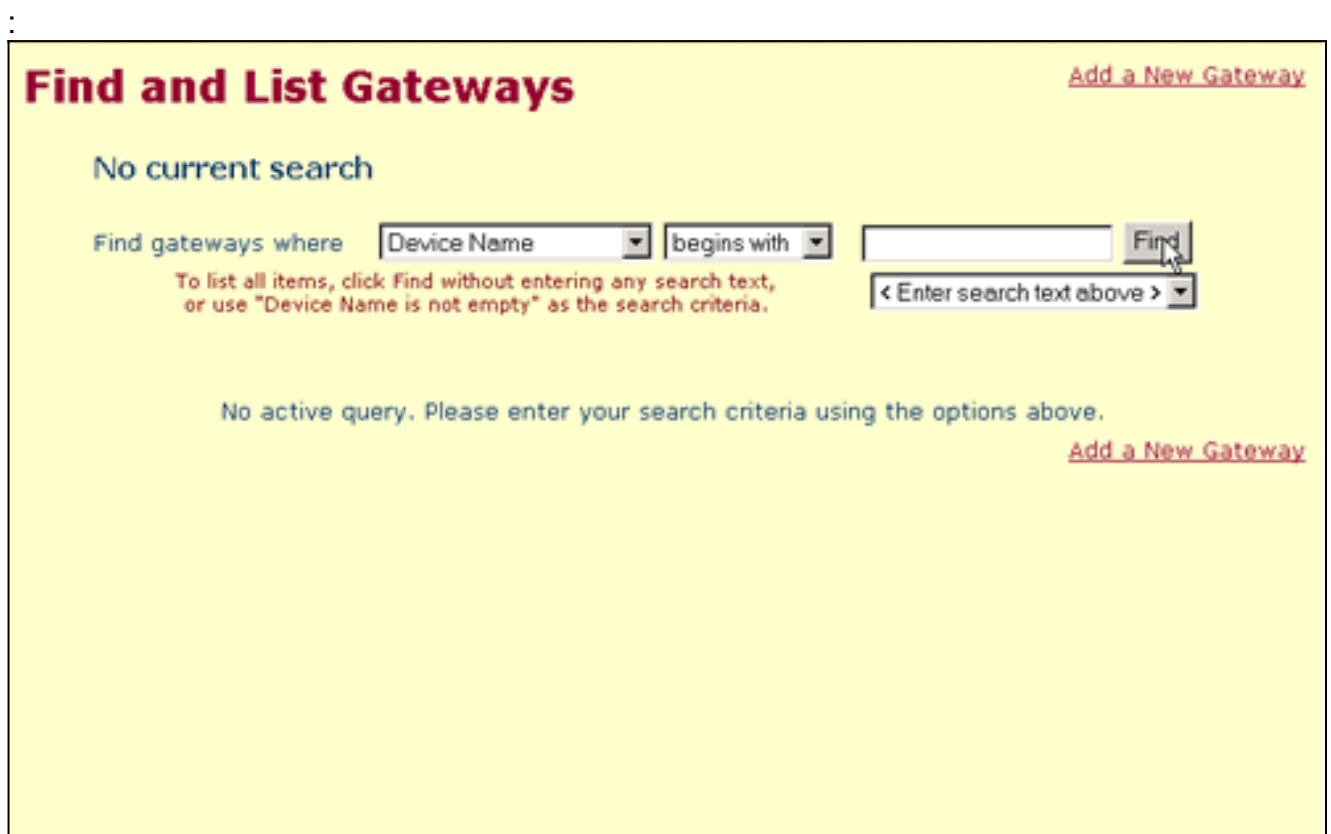 :
Find and List Gateways
Add a New Gateway
No current search
Find gateways where Device Name begins with Find
To list all items, click Find without entering any search text,
or use "Device Name is not empty" as the search criteria.
< Enter search text above >
No active query. Please enter your search criteria using the options above.
Add a New Gateway